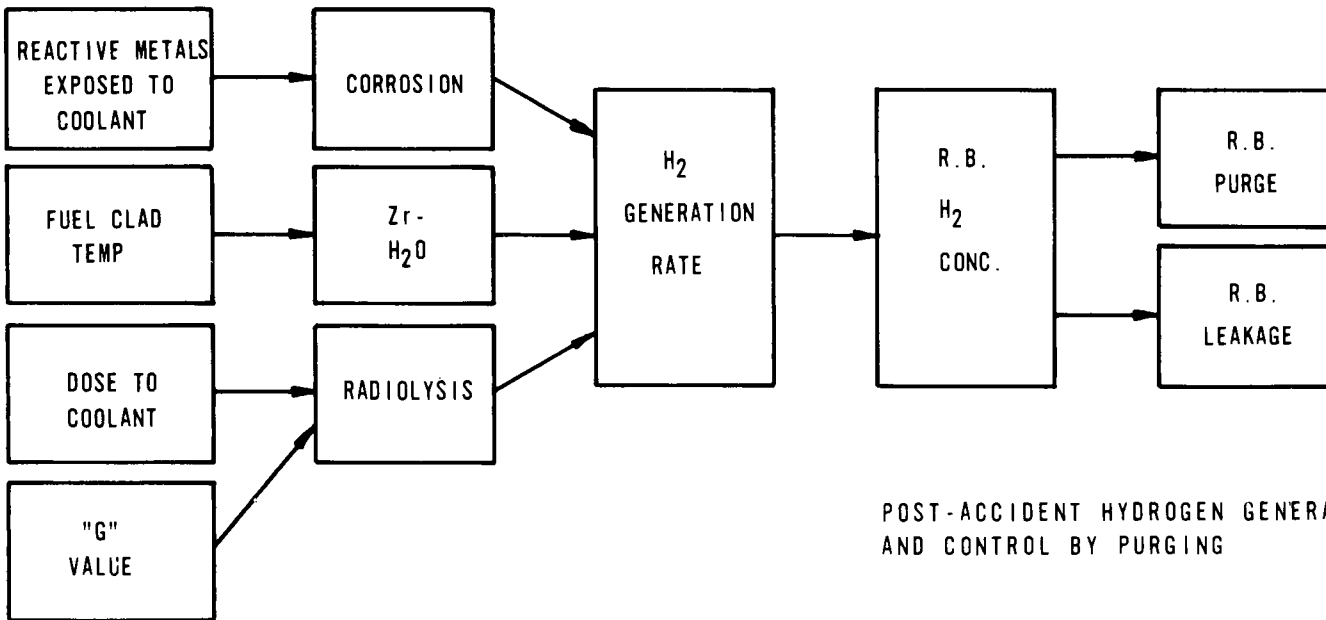 REACTIVE METALS
EXPOSED TO
COOLANT
CORROSION
FUEL CLAD
TEMP
Zr-
H2O
DOSE TO
COOLANT
RADIOLYSIS
"G"
VALUE
H2
GENERATION
RATE
R.B.
H2
CONC.
R.B.
PURGE
R.B.
LEAKAGE
POST-ACCIDENT HYDROGEN GENERA
AND CONTROL BY PURGING